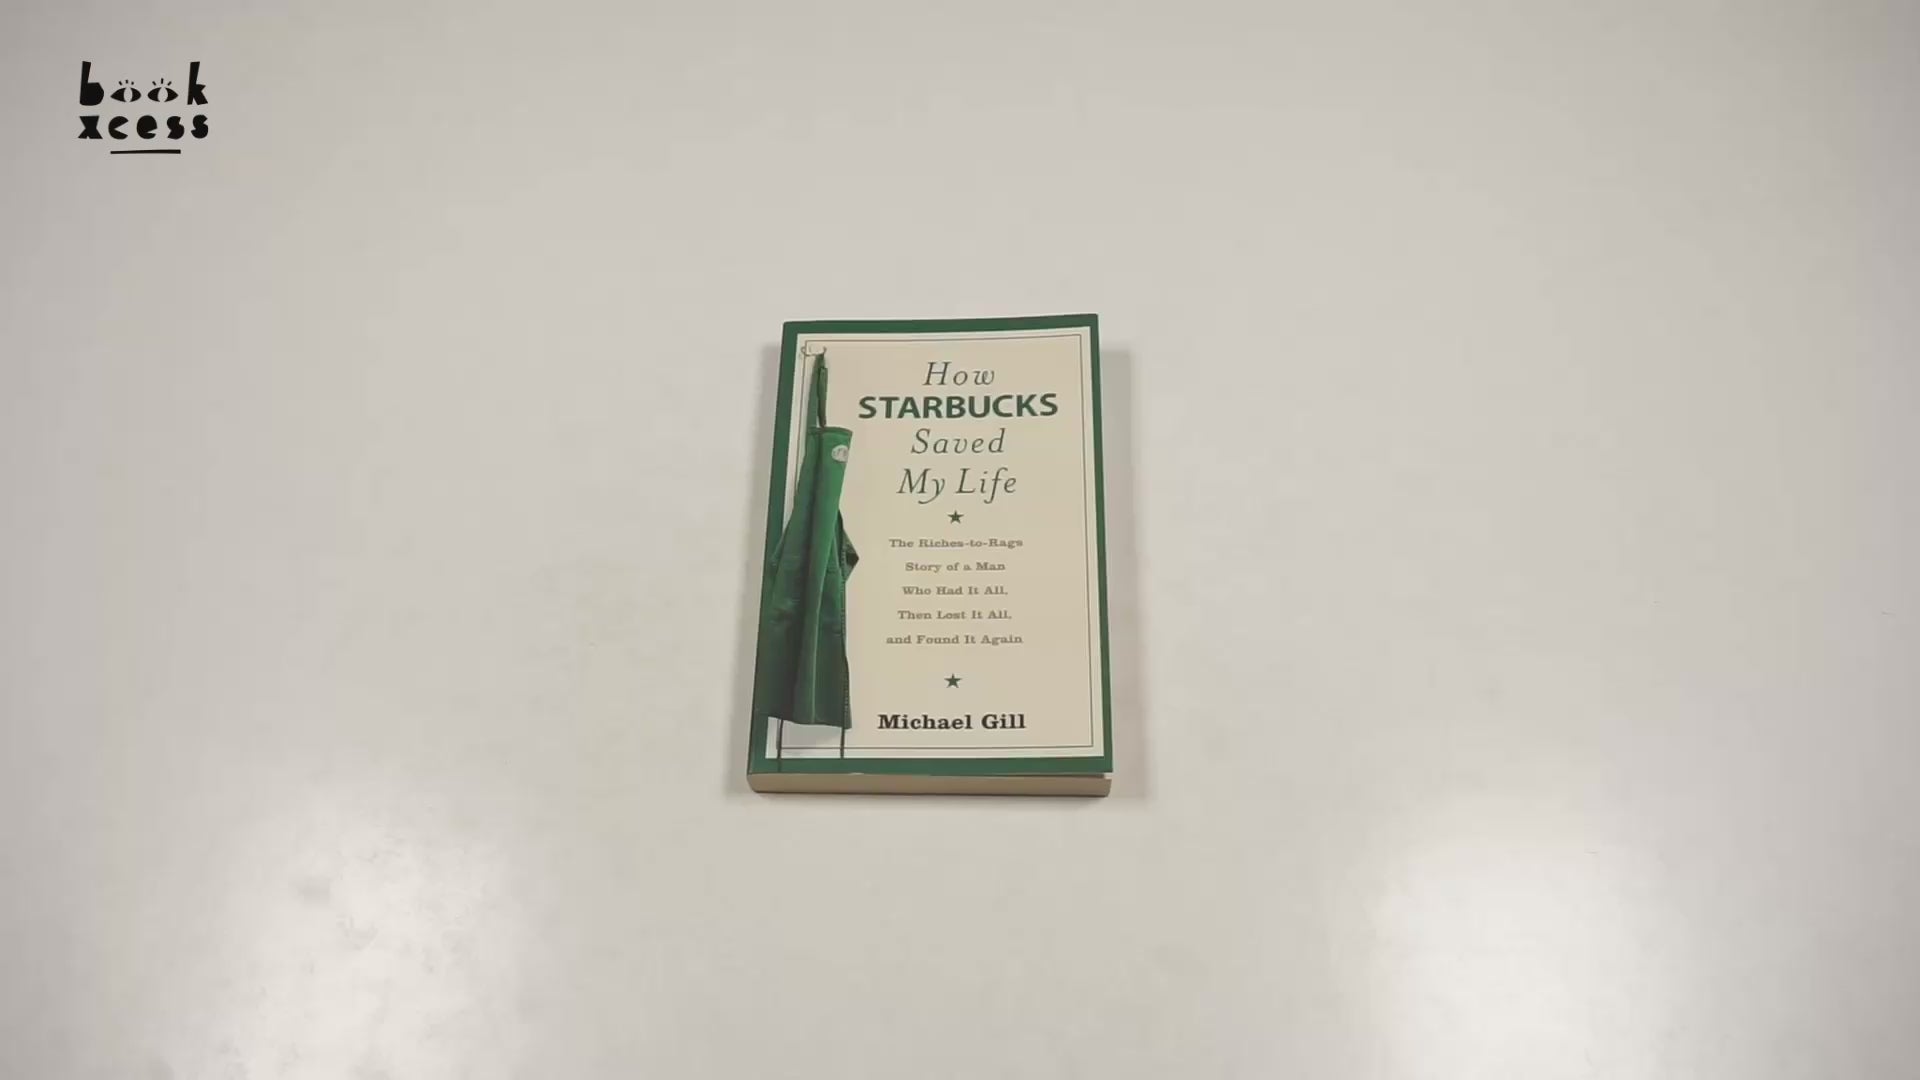 book
xcess
How
STARBUCKS
Saved
My Life
The Riches-to-Rags
Story of a Man
Who Had It All,
Then Lost It All,
and Found It Again
Michael Gill